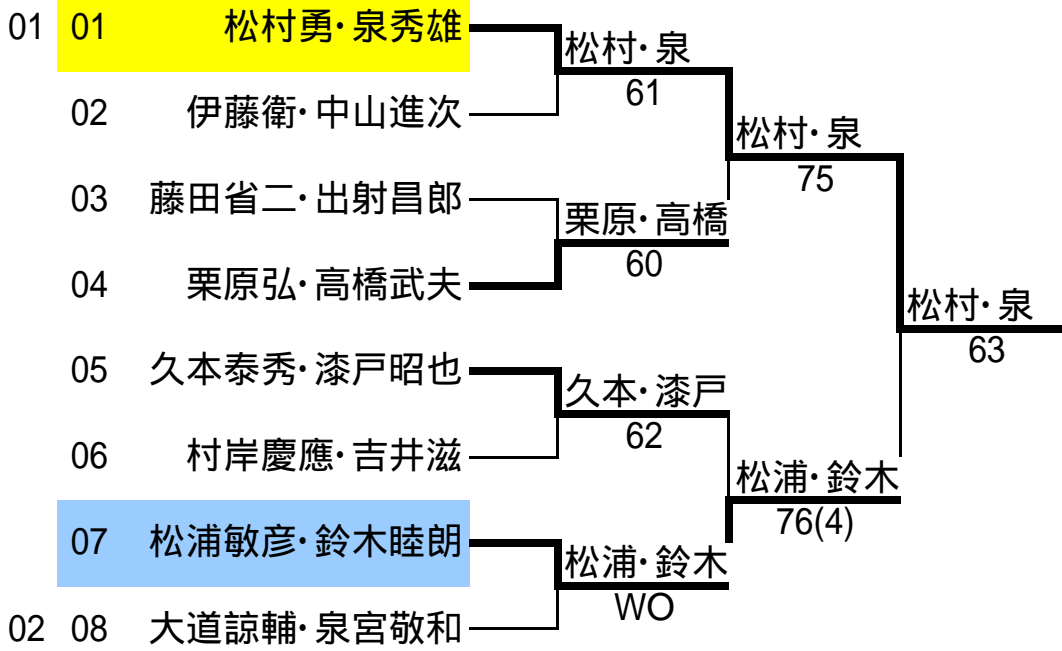 01 01 松村勇・泉秀雄
松村・泉
61
02 伊藤衛・中山進次
松村・泉
75
03 藤田省二・出射昌郎
栗原・高橋
60
04 栗原弘・高橋武夫
松村・泉
63
05 久本泰秀・漆戸昭也
久本・漆戸
62
06 村岸慶應・吉井滋
松浦・鈴木
76(4)
07 松浦敏彦・鈴木睦朗
松浦・鈴木
WO
02 08 大道諒輔・泉宮敬和